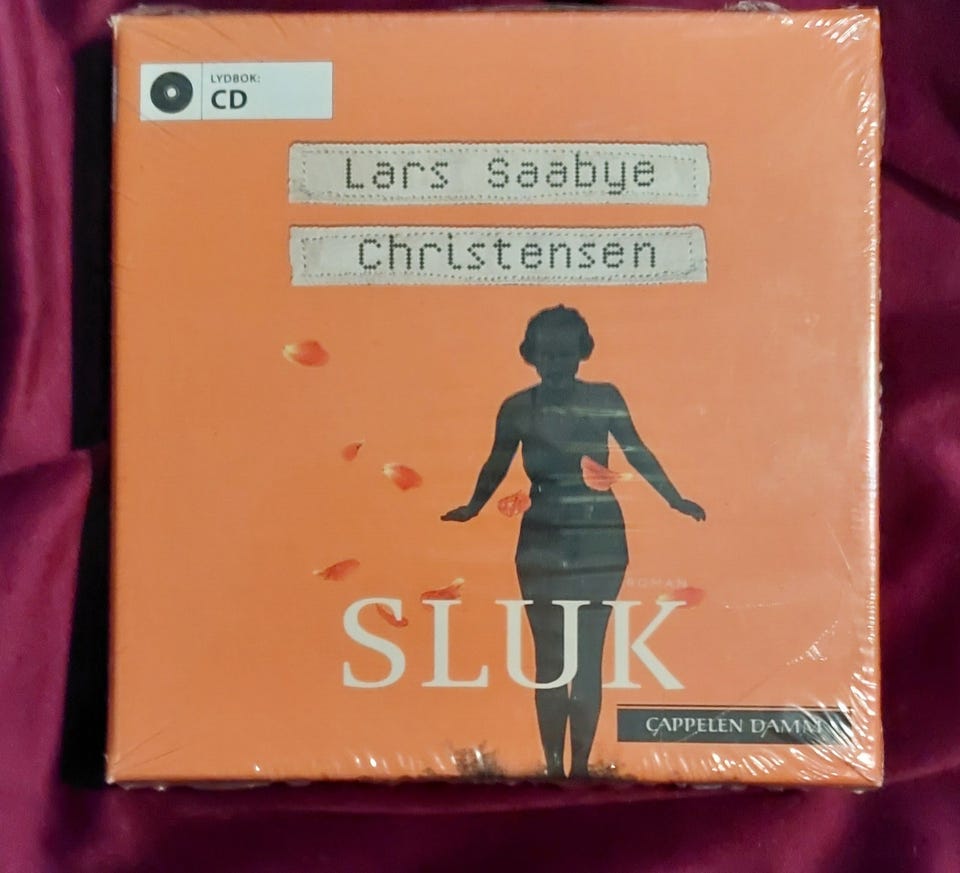 LYDBOK:
CD
Lars Saabye
Christensen
ROMAN
SLUK
CAPPELEN DAMM